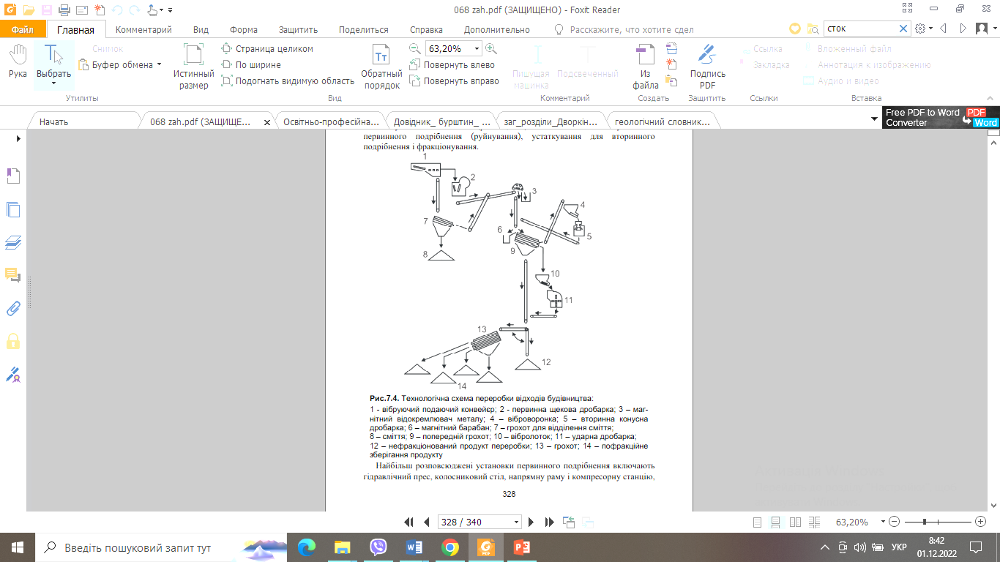 068 zah.pdf (ЗАЩИЩЕНО) - Foxit Reader
Файл Главная Комментарий Вид Форма Защитить Поделиться Справка Дополнительно Расскажите, что хотите сделать сток
Рука
Выбрать
Снимок
Буфер обмена
Утилиты
Истинный размер
Страница целиком
По ширине
Подогнать видимую область
Обратный порядок
63,20%
Повернуть влево
Повернуть вправо
Вид
Пишущая машинка
Подсвеченный
Комментарий
Из файла
Создать
Подпись PDF
Защитить
Ссылка
Закладка
Ссылки
Вложенный файл
Аннотация к изображению
Аудио и видео
Вставка
Начать 068 zah.pdf (ЗАЩИЩЕ... Освітньо-професійна... Довідник_ бурштин_ ... заг_розділи_Дворкін... геологічний словник...
Free PDF to Word Converter PDF Word
первинного подрібнення (руйнування), устаткування для вторинного
подрібнення і фракціонування.
1
2
3
4
5
6
7
8
9
10
11
12
13
14
Рис.7.4. Технологічна схема переробки відходів будівництва:
1 - вібруючий подаючий конвейєр; 2 - первинна щекова дробарка; 3 – маг-
нітний відокремлювач металу; 4 – віброворонка; 5 – вторинна конусна
дробарка; 6 – магнітний барабан; 7 – грохот для відділення сміття;
8 – сміття; 9 – попередній грохот; 10 – вібролоток; 11 – ударна дробарка;
12 – нефракціонований продукт переробки; 13 – грохот; 14 – пофракційне
зберігання продукту
Найбільш розповсюджені установки первинного подрібнення включають
гідравлічний прес, колосниковий стіл, напрямну раму і компресорну станцію,
328
328 / 340
63,20%
Введіть пошуковий запит тут
УКР
8:42
01.12.2022